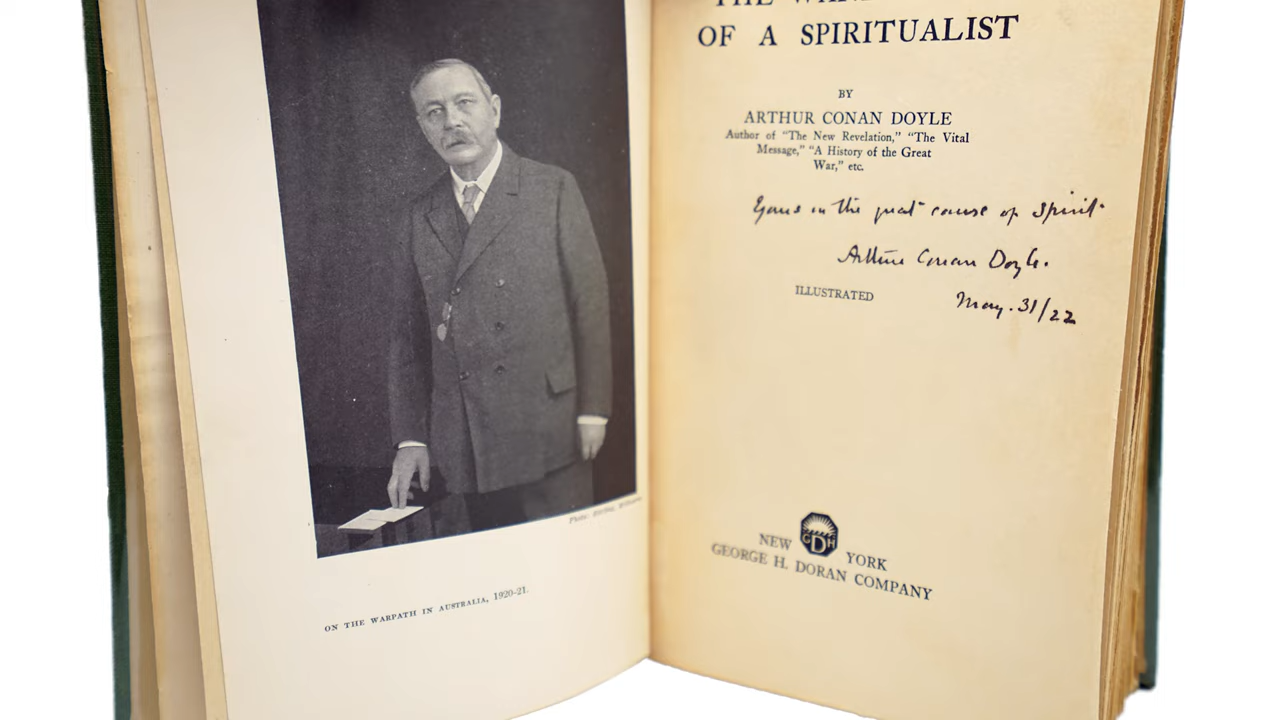 ON THE WARPATH IN AUSTRALIA, 1920-21.
THE
OF A SPIRITUALIST
BY
ARTHUR CONAN DOYLE
Author of "The New Revelation," "The Vital
Message," "A History of the Great
War," etc.
Yours in the great cause of Spirit
Arthur Conan Doyle.
ILLUSTRATED
May. 31/22
GDH
NEW YORK
GEORGE H. DORAN COMPANY